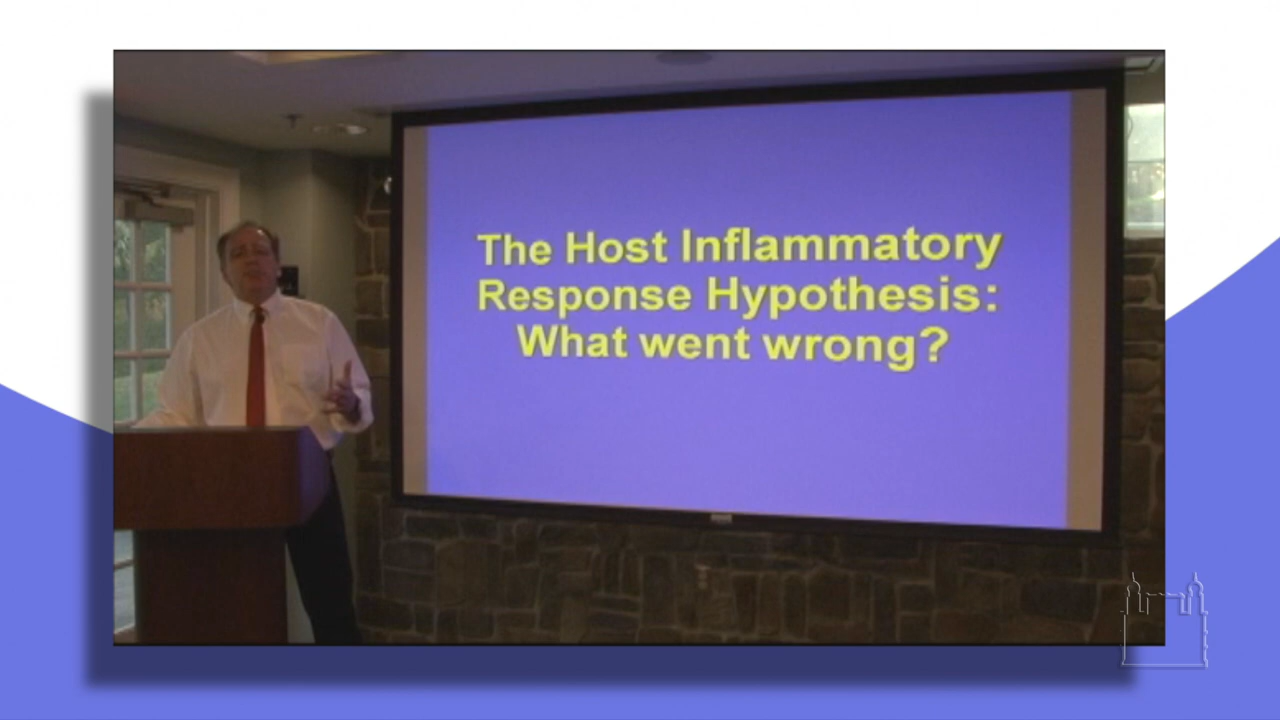 The Host Inflammatory
Response Hypothesis:
What went wrong?